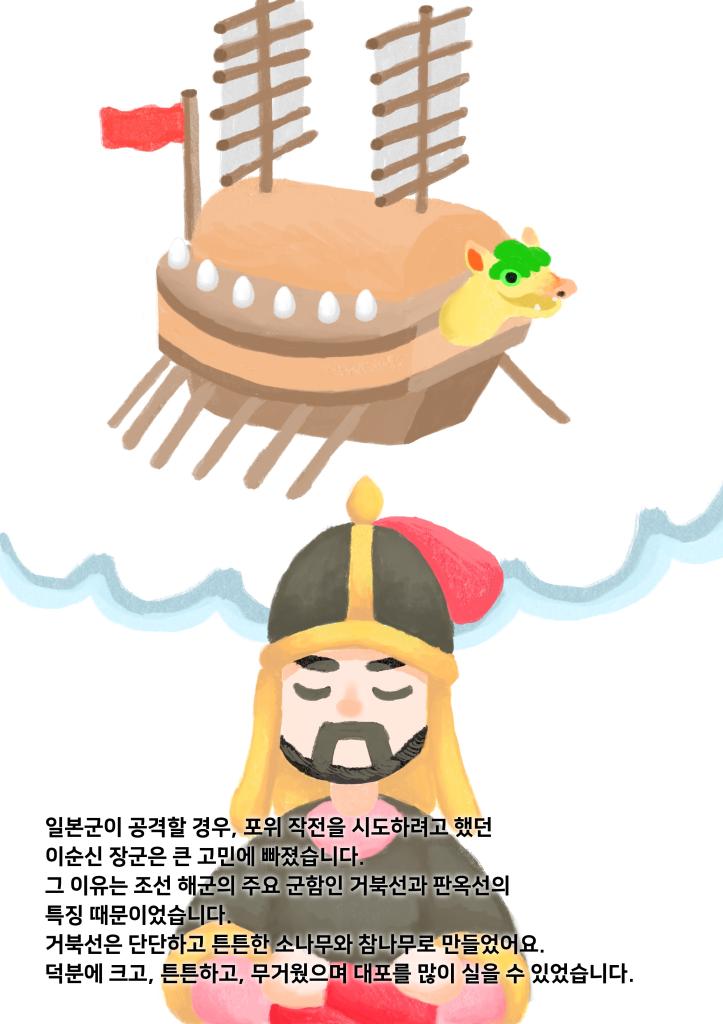 일본군이 공격할 경우, 포위 작전을 시도하려고 했던
이순신 장군은 큰 고민에 빠졌습니다.
그 이유는 조선 해군의 주요 군함인 거북선과 판옥선의
특징 때문이었습니다.
거북선은 단단하고 튼튼한 소나무와 참나무로 만들었어요.
덕분에 크고, 튼튼하고, 무거웠으며 대포를 많이 실을 수 있었습니다.